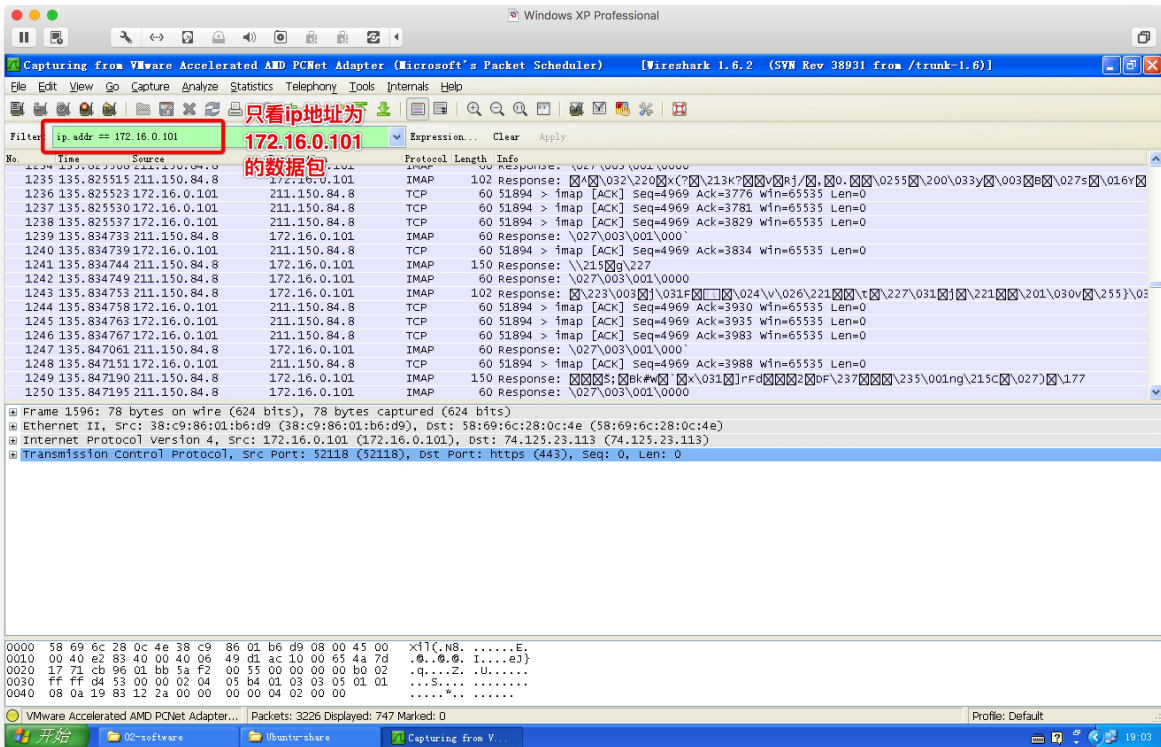 Windows XP Professional
Capturing from VMware Accelerated AMD PCNet Adapter (Microsoft's Packet Scheduler) [Wireshark 1.6.2 (SVN Rev 38931 from /trunk-1.6)]
File Edit View Go Capture Analyze Statistics Telephony Tools Internals Help
只看ip地址为
172.16.0.101
的数据包
Filter: ip.addr == 172.16.0.101 Expression... Clear Apply
No. Time Source Protocol Length Info
1235 135.825515 211.150.84.8 172.16.0.101 IMAP 102 Response:
1236 135.825523 172.16.0.101 211.150.84.8 TCP 60 51894 > imap [ACK] Seq=4969 Ack=3776 Win=65535 Len=0
1237 135.825530 172.16.0.101 211.150.84.8 TCP 60 51894 > imap [ACK] Seq=4969 Ack=3781 Win=65535 Len=0
1238 135.825537 172.16.0.101 211.150.84.8 TCP 60 51894 > imap [ACK] Seq=4969 Ack=3829 Win=65535 Len=0
1239 135.834733 211.150.84.8 172.16.0.101 IMAP 60 Response: \027\003\001\000`
1240 135.834739 172.16.0.101 211.150.84.8 TCP 60 51894 > imap [ACK] Seq=4969 Ack=3834 Win=65535 Len=0
1241 135.834744 211.150.84.8 172.16.0.101 IMAP 150 Response: \\215g\227
1242 135.834749 211.150.84.8 172.16.0.101 IMAP 60 Response: \027\003\001\0000
1243 135.834753 211.150.84.8 172.16.0.101 IMAP 102 Response:
1244 135.834758 172.16.0.101 211.150.84.8 TCP 60 51894 > imap [ACK] Seq=4969 Ack=3930 Win=65535 Len=0
1245 135.834763 172.16.0.101 211.150.84.8 TCP 60 51894 > imap [ACK] Seq=4969 Ack=3935 Win=65535 Len=0
1246 135.834767 172.16.0.101 211.150.84.8 TCP 60 51894 > imap [ACK] Seq=4969 Ack=3983 Win=65535 Len=0
1247 135.847061 211.150.84.8 172.16.0.101 IMAP 60 Response: \027\003\001\000`
1248 135.847151 172.16.0.101 211.150.84.8 TCP 60 51894 > imap [ACK] Seq=4969 Ack=3988 Win=65535 Len=0
1249 135.847190 211.150.84.8 172.16.0.101 IMAP 150 Response:
1250 135.847195 211.150.84.8 172.16.0.101 IMAP 60 Response: \027\003\001\0000
Frame 1596: 78 bytes on wire (624 bits), 78 bytes captured (624 bits)
Ethernet II, Src: 38:c9:86:01:b6:d9 (38:c9:86:01:b6:d9), Dst: 58:69:6c:28:0c:4e (58:69:6c:28:0c:4e)
Internet Protocol Version 4, Src: 172.16.0.101 (172.16.0.101), Dst: 74.125.23.113 (74.125.23.113)
Transmission Control Protocol, Src Port: 52118 (52118), Dst Port: https (443), Seq: 0, Len: 0
0000 58 69 6c 28 0c 4e 38 c9 86 01 b6 d9 08 00 45 00 Xil(.N8. ......E.
0010 00 40 e2 83 40 00 40 06 49 d1 ac 10 00 65 4a 7d .@..@.@. I....eJ}
0020 17 71 cb 96 01 bb 5a f2 00 55 00 00 00 00 b0 02 .q....Z. .U......
0030 ff ff d4 53 00 00 02 04 05 b4 01 03 03 05 01 01 ...S.... ........
0040 08 0a 19 83 12 2a 00 00 00 00 04 02 00 00 .....*.. ......
VMware Accelerated AMD PCNet Adapter... Packets: 3226 Displayed: 747 Marked: 0 Profile: Default
开始 02-software Ubuntu-share Capturing from V... 19:03